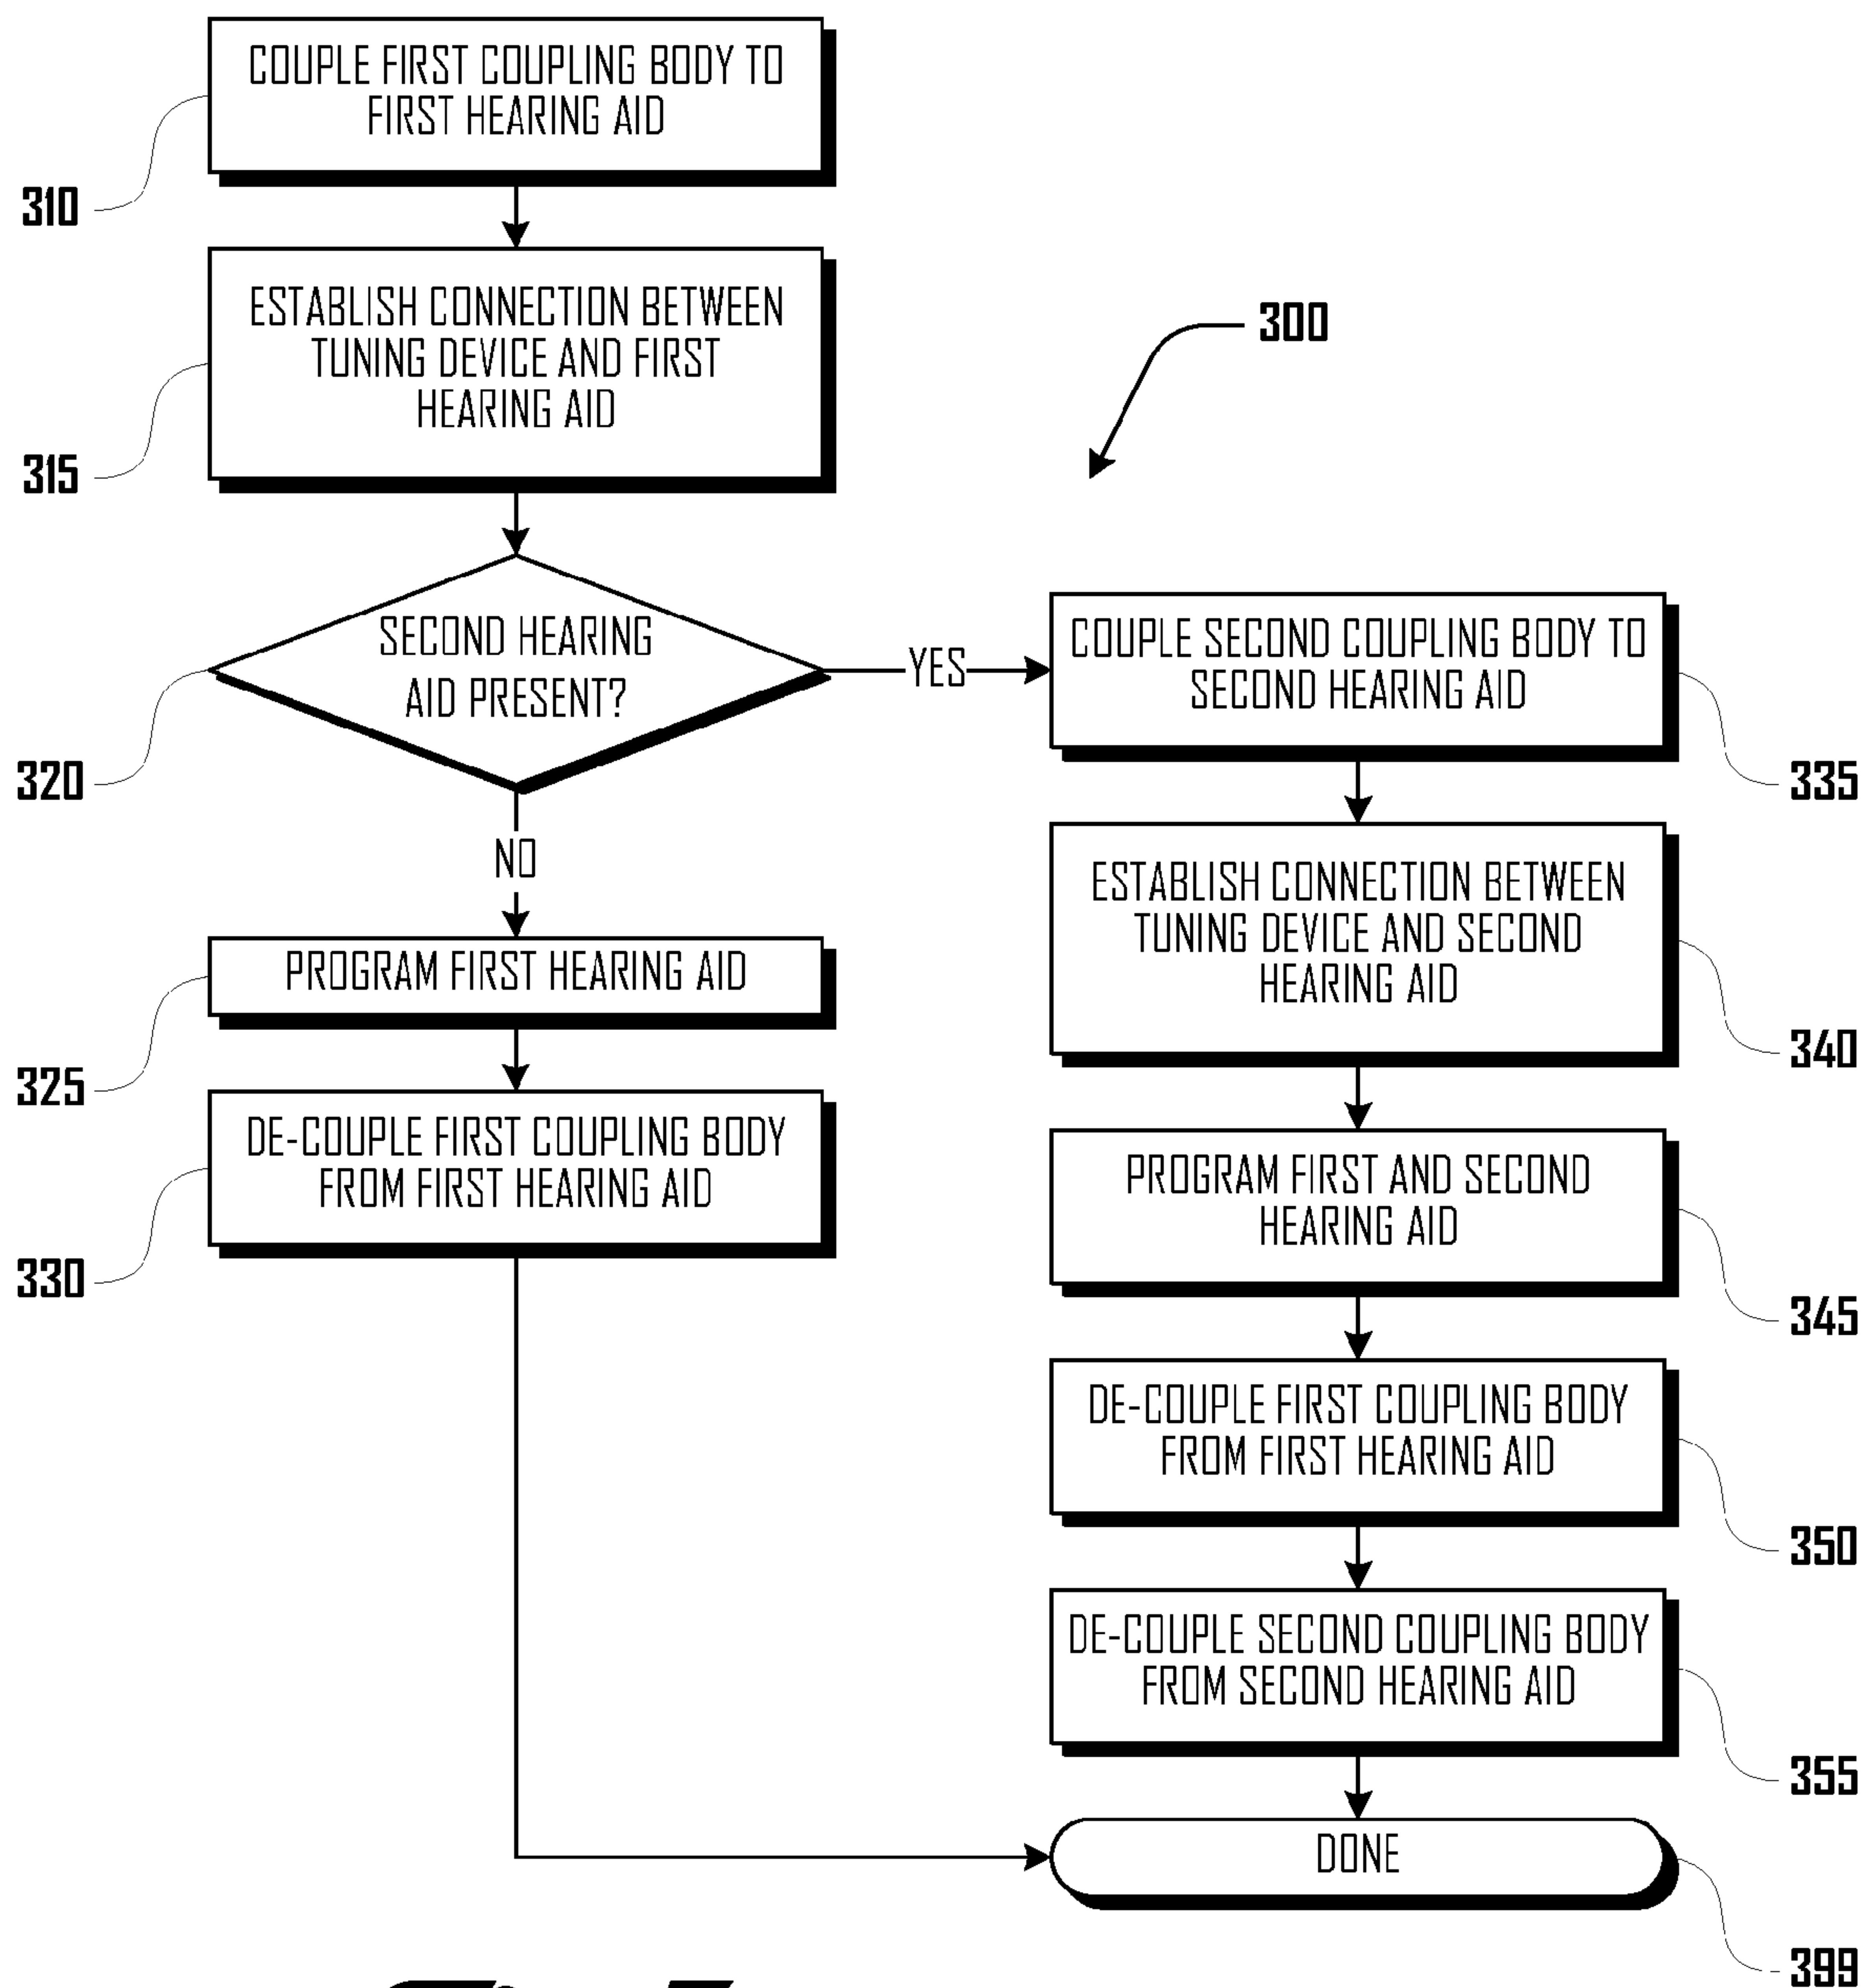 COUPLE FIRST COUPLING BODY TO
FIRST HEARING AID
310
ESTABLISH CONNECTION BETWEEN
TUNING DEVICE AND FIRST
HEARING AID
315
300
SECOND HEARING
AID PRESENT?
320
YES
NO
PROGRAM FIRST HEARING AID
325
DE-COUPLE FIRST COUPLING BODY
FROM FIRST HEARING AID
330
COUPLE SECOND COUPLING BODY TO
SECOND HEARING AID
335
ESTABLISH CONNECTION BETWEEN
TUNING DEVICE AND SECOND
HEARING AID
340
PROGRAM FIRST AND SECOND
HEARING AID
345
DE-COUPLE FIRST COUPLING BODY
FROM FIRST HEARING AID
350
DE-COUPLE SECOND COUPLING BODY
FROM SECOND HEARING AID
355
DONE
399